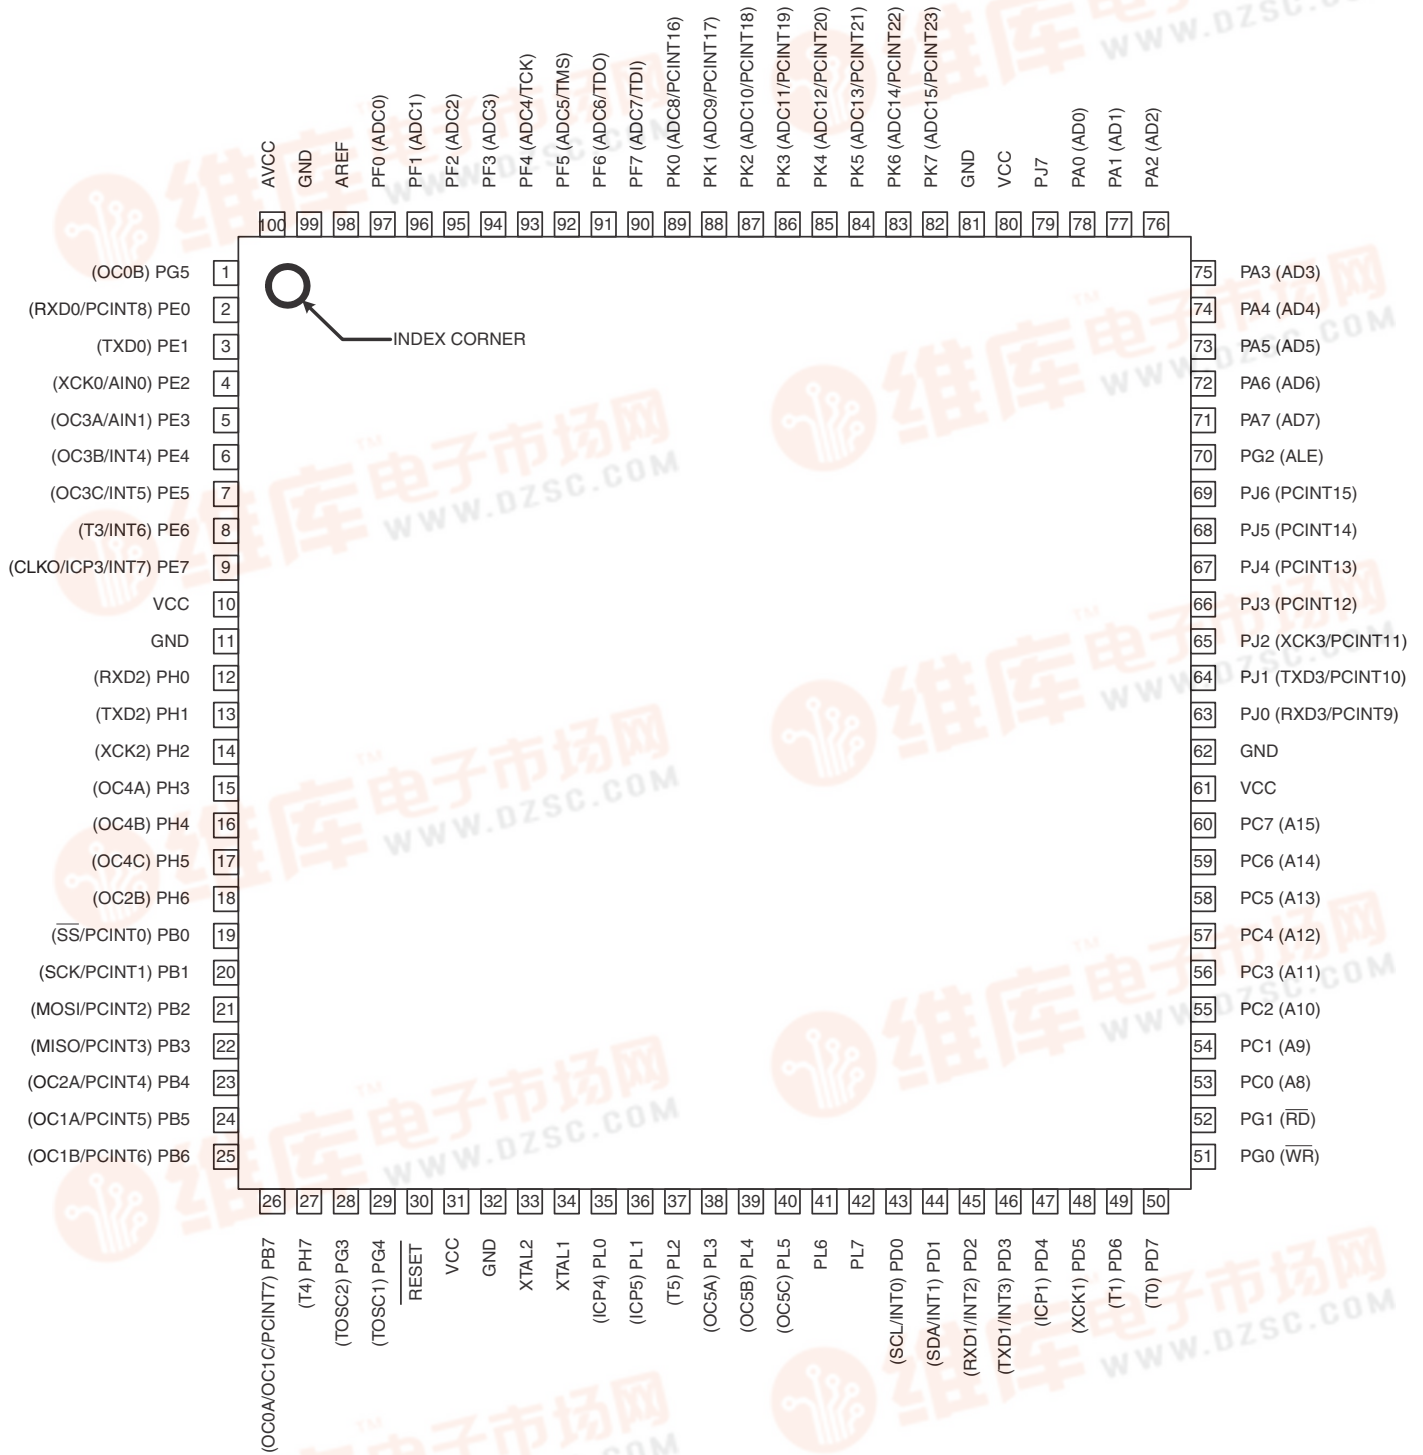 AVCC
GND
AREF
PF0 (ADC0)
PF1 (ADC1)
PF2 (ADC2)
PF3 (ADC3)
PF4 (ADC4/TCK)
PF5 (ADC5/TMS)
PF6 (ADC6/TDO)
PF7 (ADC7/TDI)
PK0 (ADC8/PCINT16)
PK1 (ADC9/PCINT17)
PK2 (ADC10/PCINT18)
PK3 (ADC11/PCINT19)
PK4 (ADC12/PCINT20)
PK5 (ADC13/PCINT21)
PK6 (ADC14/PCINT22)
PK7 (ADC15/PCINT23)
GND
VCC
PJ7
PA0 (AD0)
PA1 (AD1)
PA2 (AD2)
100 99 98 97 96 95 94 93 92 91 90 89 88 87 86 85 84 83 82 81 80 79 78 77 76
(OC0B) PG5 1
(RXD0/PCINT8) PE0 2
(TXD0) PE1 3
(XCK0/AIN0) PE2 4
(OC3A/AIN1) PE3 5
(OC3B/INT4) PE4 6
(OC3C/INT5) PE5 7
(T3/INT6) PE6 8
(CLKO/ICP3/INT7) PE7 9
VCC 10
GND 11
(RXD2) PH0 12
(TXD2) PH1 13
(XCK2) PH2 14
(OC4A) PH3 15
(OC4B) PH4 16
(OC4C) PH5 17
(OC2B) PH6 18
(SS/PCINT0) PB0 19
(SCK/PCINT1) PB1 20
(MOSI/PCINT2) PB2 21
(MISO/PCINT3) PB3 22
(OC2A/PCINT4) PB4 23
(OC1A/PCINT5) PB5 24
(OC1B/PCINT6) PB6 25
INDEX CORNER
75 PA3 (AD3)
74 PA4 (AD4)
73 PA5 (AD5)
72 PA6 (AD6)
71 PA7 (AD7)
70 PG2 (ALE)
69 PJ6 (PCINT15)
68 PJ5 (PCINT14)
67 PJ4 (PCINT13)
66 PJ3 (PCINT12)
65 PJ2 (XCK3/PCINT11)
64 PJ1 (TXD3/PCINT10)
63 PJ0 (RXD3/PCINT9)
62 GND
61 VCC
60 PC7 (A15)
59 PC6 (A14)
58 PC5 (A13)
57 PC4 (A12)
56 PC3 (A11)
55 PC2 (A10)
54 PC1 (A9)
53 PC0 (A8)
52 PG1 (RD)
51 PG0 (WR)
26 27 28 29 30 31 32 33 34 35 36 37 38 39 40 41 42 43 44 45 46 47 48 49 50
(OC0A/OC1C/PCINT7) PB7
(T4) PH7
(TOSC2) PG3
(TOSC1) PG4
RESET
VCC
GND
XTAL2
XTAL1
(ICP4) PL0
(ICP5) PL1
(T5) PL2
(OC5A) PL3
(OC5B) PL4
(OC5C) PL5
PL6
PL7
(SCL/INT0) PD0
(SDA/INT1) PD1
(RXD1/INT2) PD2
(TXD1/INT3) PD3
(ICP1) PD4
(XCK1) PD5
(T1) PD6
(T0) PD7
维库电子市场网 TM
WWW.DZSC.COM